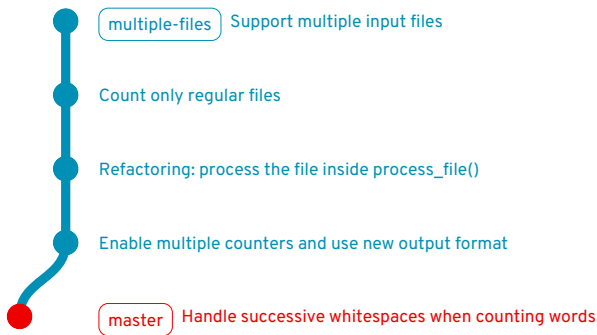 multiple-files Support multiple input files
Count only regular files
Refactoring: process the file inside process_file()
Enable multiple counters and use new output format
master Handle successive whitespaces when counting words